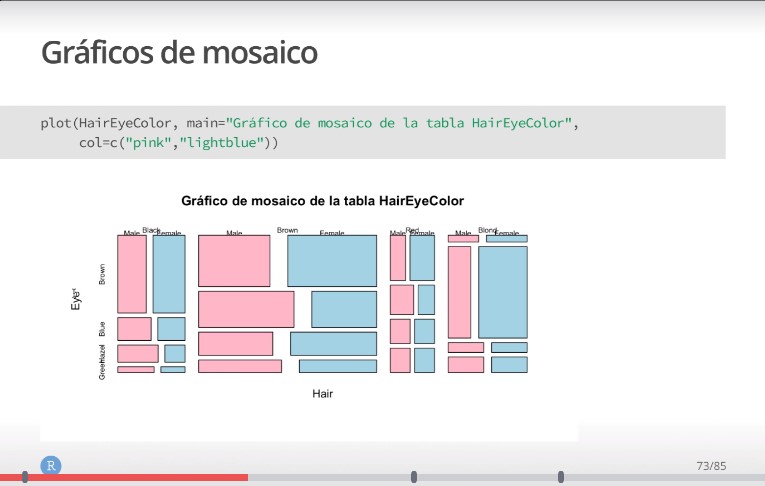 Gráficos de mosaico
plot(HairEyeColor, main="Gráfico de mosaico de la tabla HairEyeColor",
col=c("pink","lightblue"))
Gráfico de mosaico de la tabla HairEyeColor
Black Brown Red Blond
Male Female Male Female Male Female Male Female
Brown
Blue
Hazel
Green
Eye
Hair
R
73/85